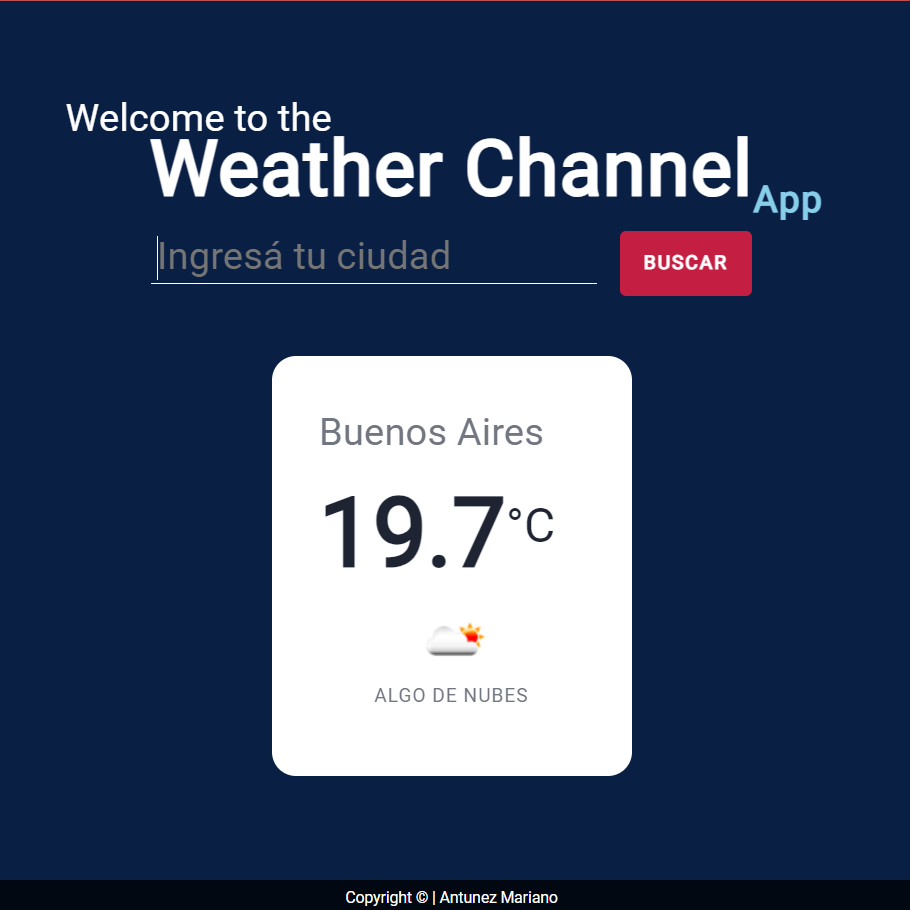 Welcome to the
Weather Channel App
Ingresá tu ciudad
BUSCAR
Buenos Aires
19.7°C
ALGO DE NUBES
Copyright © | Antunez Mariano